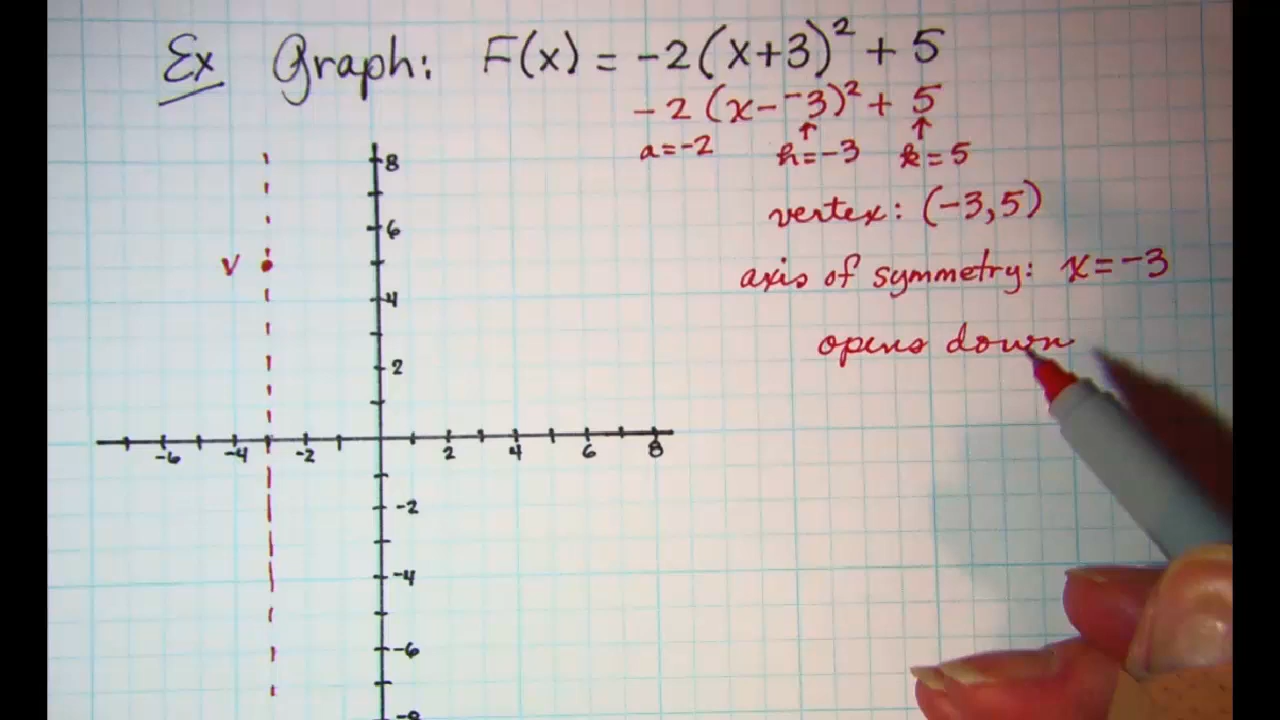 Ex Graph: F(x) = -2(x+3)² + 5
-2(x--3)² + 5
a=-2 h=-3 k=5
vertex: (-3,5)
axis of symmetry: x=-3
opens down
V
8
6
4
2
-6 -4 -2 2 4 6 8
-2
-4
-6
-8